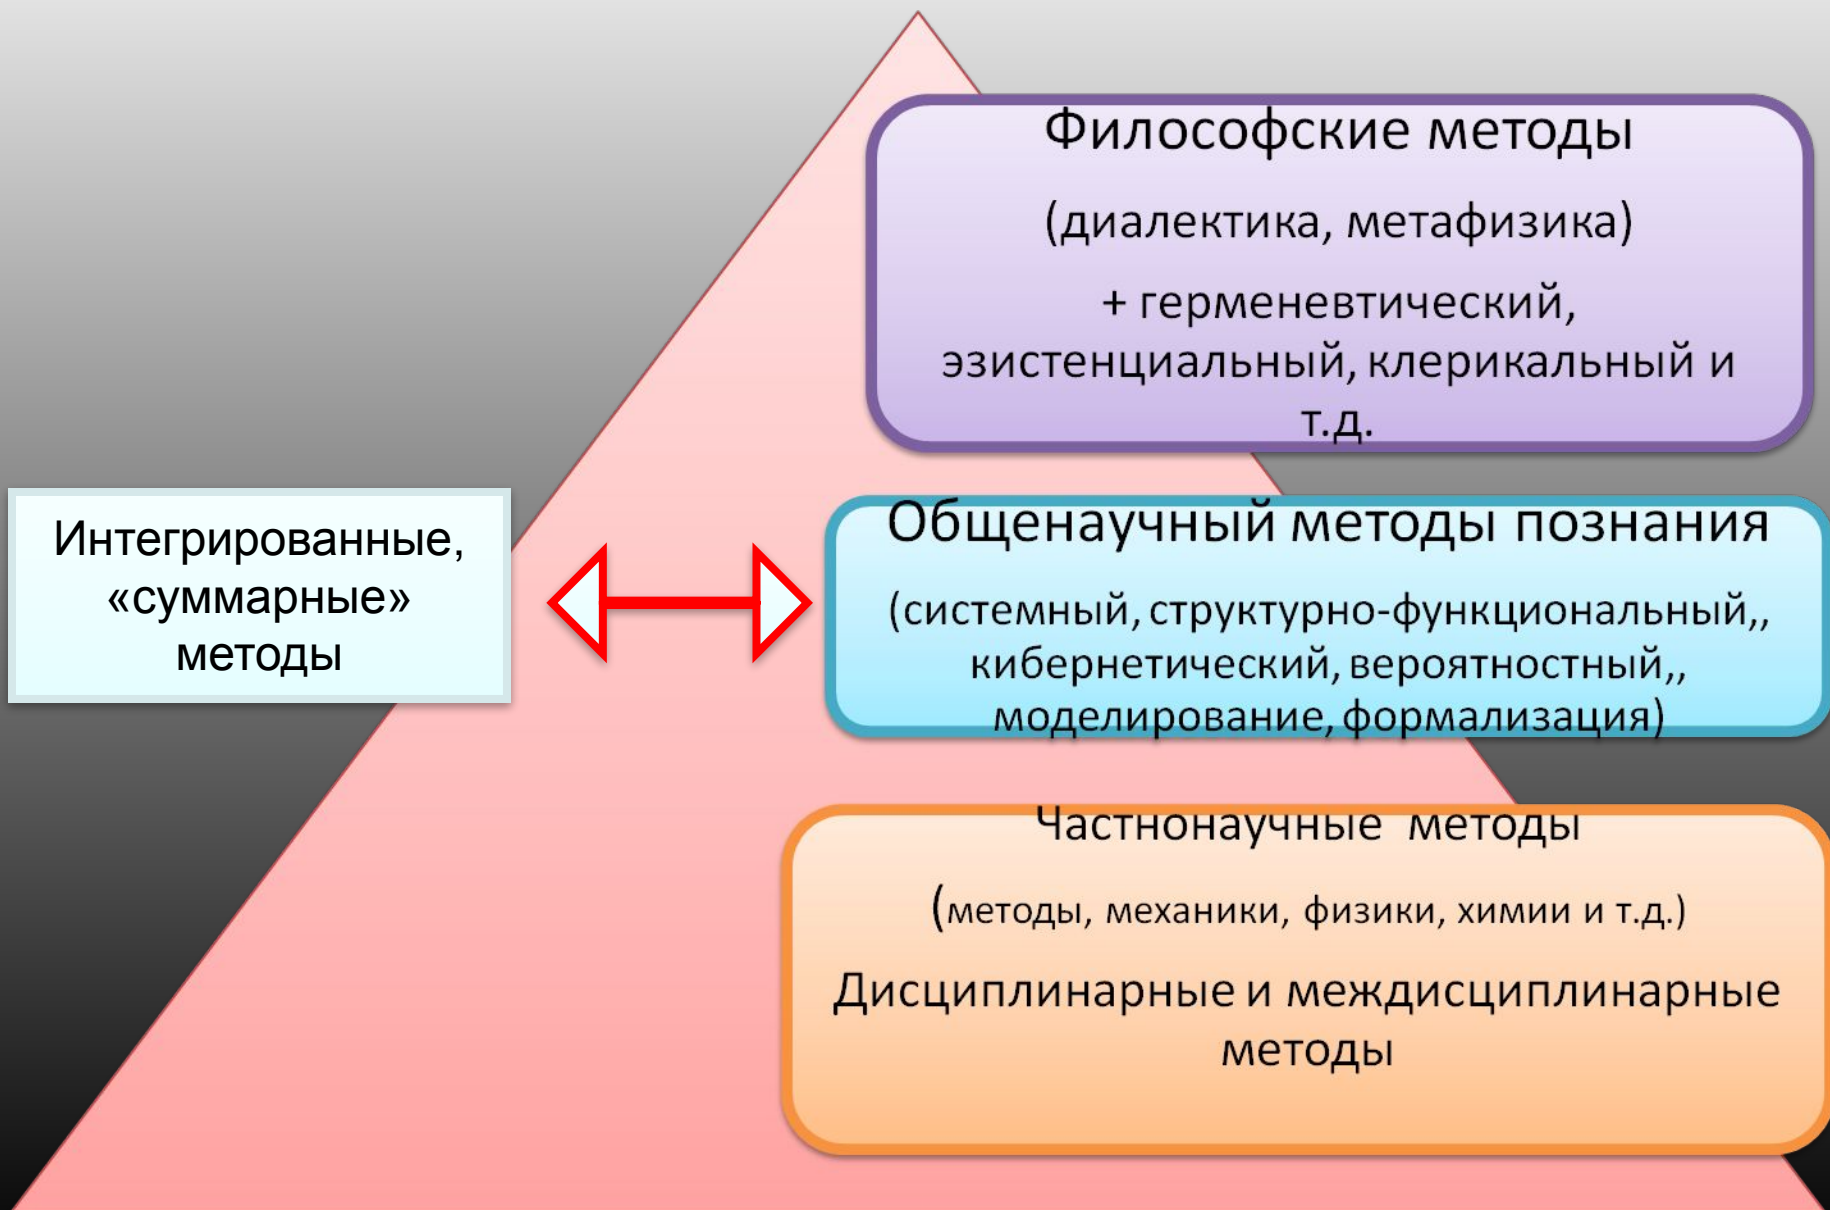 Философские методы
(диалектика, метафизика)
+ герменевтический,
эзистенциальный, клерикальный и
т.д.
Интегрированные,
«суммарные»
методы
Общенаучный методы познания
(системный, структурно-функциональный,,
кибернетический, вероятностный,,
моделирование, формализация)
Частнонаучные методы
(методы, механики, физики, химии и т.д.)
Дисциплинарные и междисциплинарные
методы